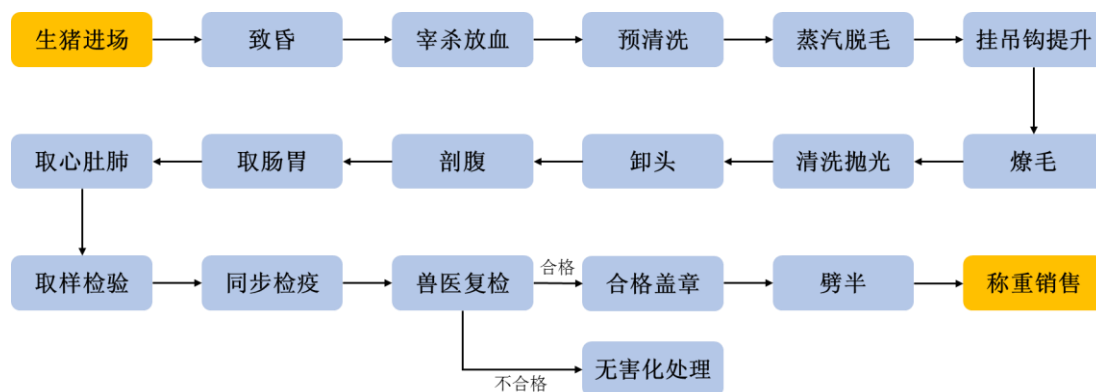 生猪进场
致昏
宰杀放血
预清洗
蒸汽脱毛
挂吊钩提升
燎毛
清洗抛光
卸头
剖腹
取肠胃
取心肚肺
取样检验
同步检疫
兽医复检
合格
合格盖章
劈半
称重销售
不合格
无害化处理